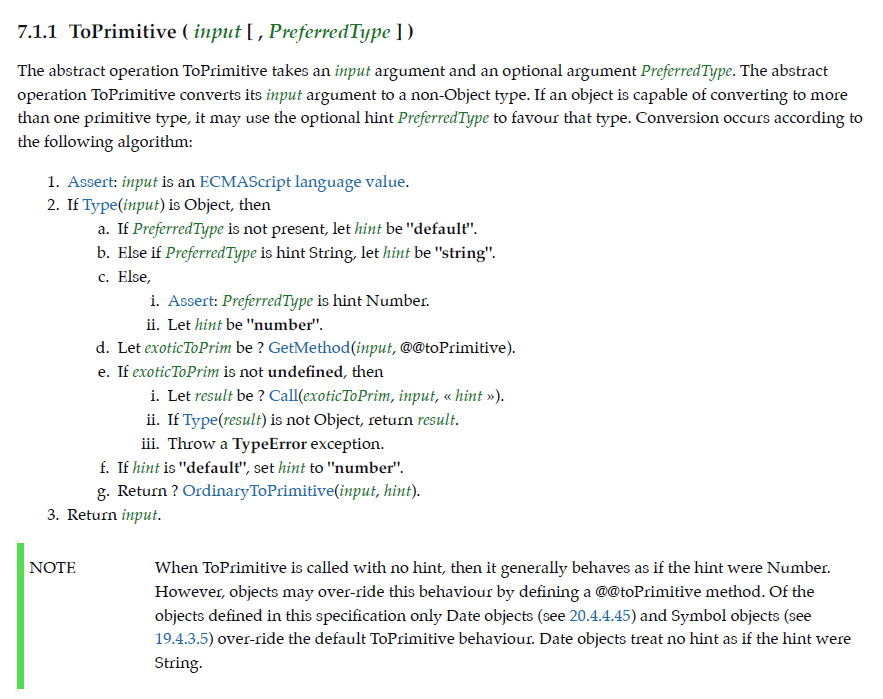 7.1.1 ToPrimitive ( input [ , PreferredType ] )
The abstract operation ToPrimitive takes an input argument and an optional argument PreferredType. The abstract
operation ToPrimitive converts its input argument to a non-Object type. If an object is capable of converting to more
than one primitive type, it may use the optional hint PreferredType to favour that type. Conversion occurs according to
the following algorithm:
1. Assert: input is an ECMAScript language value.
2. If Type(input) is Object, then
a. If PreferredType is not present, let hint be "default".
b. Else if PreferredType is hint String, let hint be "string".
c. Else,
i. Assert: PreferredType is hint Number.
ii. Let hint be "number".
d. Let exoticToPrim be ? GetMethod(input, @@toPrimitive).
e. If exoticToPrim is not undefined, then
i. Let result be ? Call(exoticToPrim, input, « hint »).
ii. If Type(result) is not Object, return result.
iii. Throw a TypeError exception.
f. If hint is "default", set hint to "number".
g. Return ? OrdinaryToPrimitive(input, hint).
3. Return input.
NOTE When ToPrimitive is called with no hint, then it generally behaves as if the hint were Number.
However, objects may over-ride this behaviour by defining a @@toPrimitive method. Of the
objects defined in this specification only Date objects (see 20.4.4.45) and Symbol objects (see
19.4.3.5) over-ride the default ToPrimitive behaviour. Date objects treat no hint as if the hint were
String.